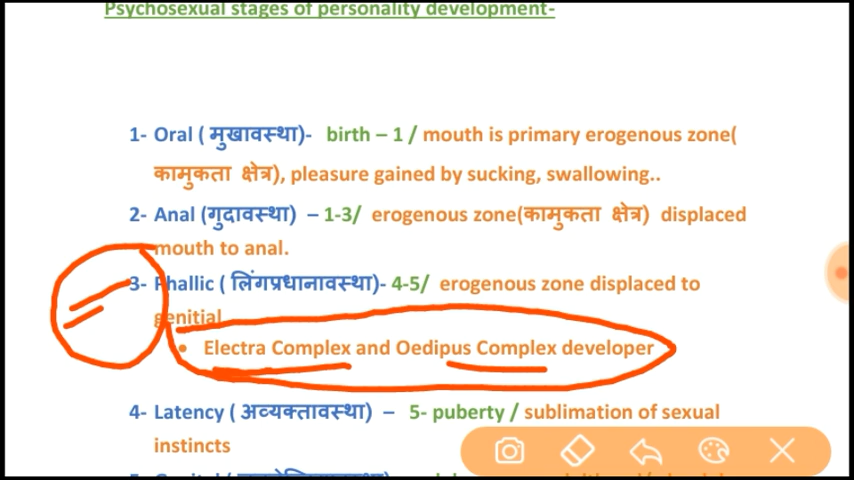 Psychosexual stages of personality development-
1- Oral ( मुखावस्था)- birth – 1 / mouth is primary erogenous zone(
कामुकता क्षेत्र), pleasure gained by sucking, swallowing..
2- Anal (गुदावस्था) – 1-3/ erogenous zone(कामुकता क्षेत्र) displaced
mouth to anal.
3- Phallic ( लिंगप्रधानावस्था)- 4-5/ erogenous zone displaced to
genitial
• Electra Complex and Oedipus Complex developer
4- Latency ( अव्यक्तावस्था) – 5- puberty / sublimation of sexual
instincts